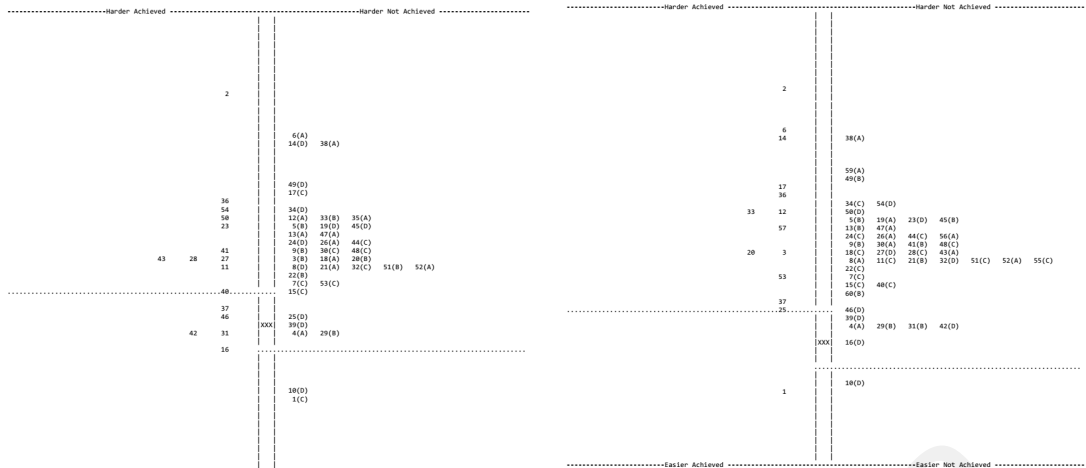 Harder Achieved Harder Not Achieved
2
6(A)
14(D) 38(A)
49(D)
17(C)
36
54 34(D)
50 12(A) 33(B) 35(A)
23 5(B) 19(D) 45(D)
13(A) 47(A)
24(D) 26(A) 44(C)
41 9(B) 30(C) 48(C)
43 28 27 3(B) 18(A) 20(B)
11 8(D) 21(A) 32(C) 51(B) 52(A)
22(B)
7(C) 53(C)
40 15(C)
37
46 25(D)
XXX 39(D)
42 31 4(A) 29(B)
16
10(D)
1(C)
Harder Achieved Harder Not Achieved
2
6
14 38(A)
59(A)
49(B)
17
36
34(C) 54(D)
33 12 50(D)
5(B) 19(A) 23(D) 45(B)
57 13(B) 47(A)
24(C) 26(A) 44(C) 56(A)
9(B) 30(A) 41(B) 48(C)
20 3 18(C) 27(D) 28(C) 43(A)
8(A) 11(C) 21(B) 32(D) 51(C) 52(A) 55(C)
22(C)
53 7(C)
15(C) 40(C)
60(B)
37
25 46(D)
39(D)
4(A) 29(B) 31(B) 42(D)
XXX 16(D)
10(D)
1
Easier Achieved Easier Not Achieved